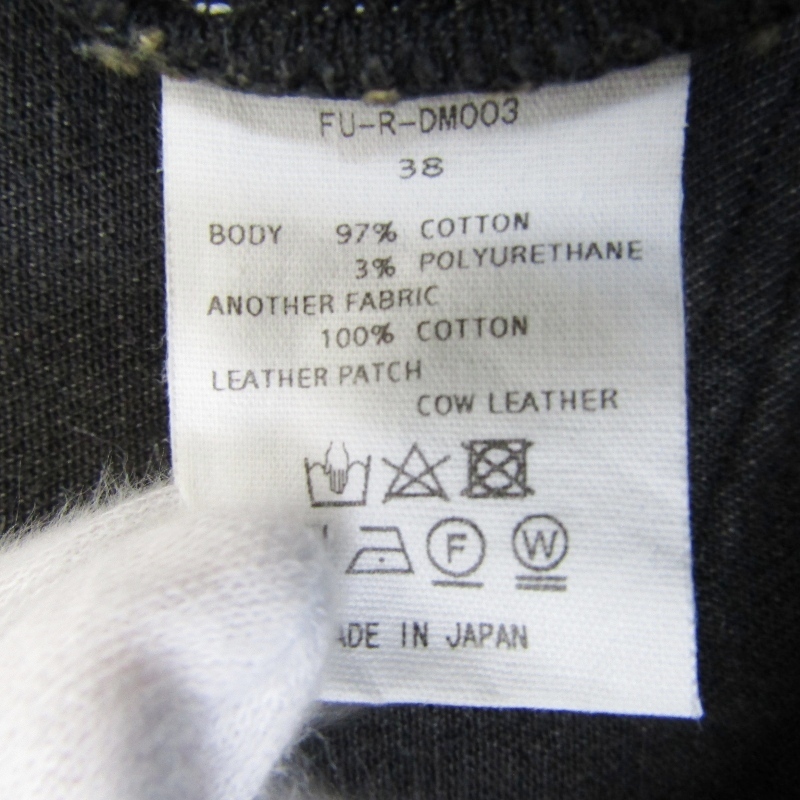 FU-R-DM003
38
BODY 97% COTTON
3% POLYURETHANE
ANOTHER FABRIC
100% COTTON
LEATHER PATCH
COW LEATHER
F W
ADE IN JAPAN